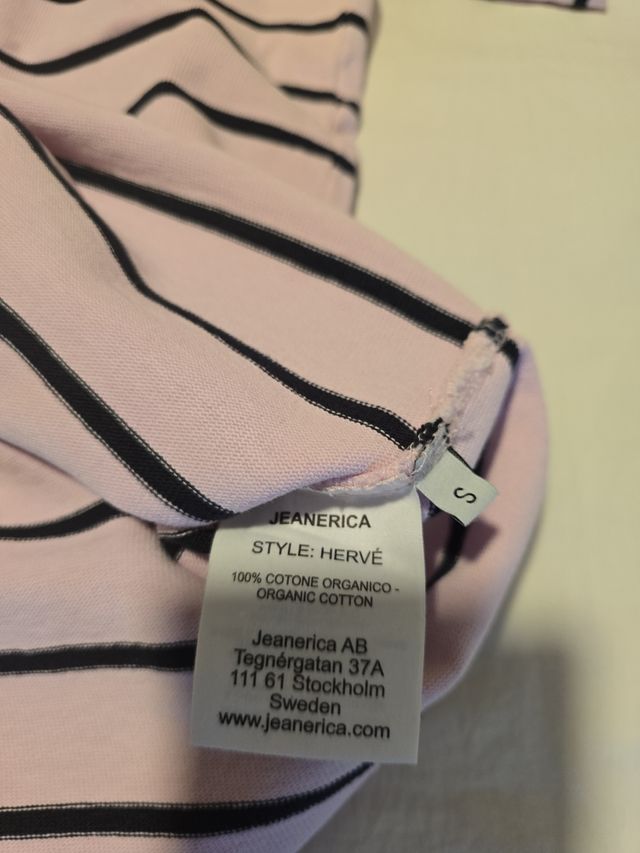 S
JEANERICA
STYLE: HERVÉ
100% COTONE ORGANICO -
ORGANIC COTTON
Jeanerica AB
Tegnérgatan 37A
111 61 Stockholm
Sweden
www.jeanerica.com